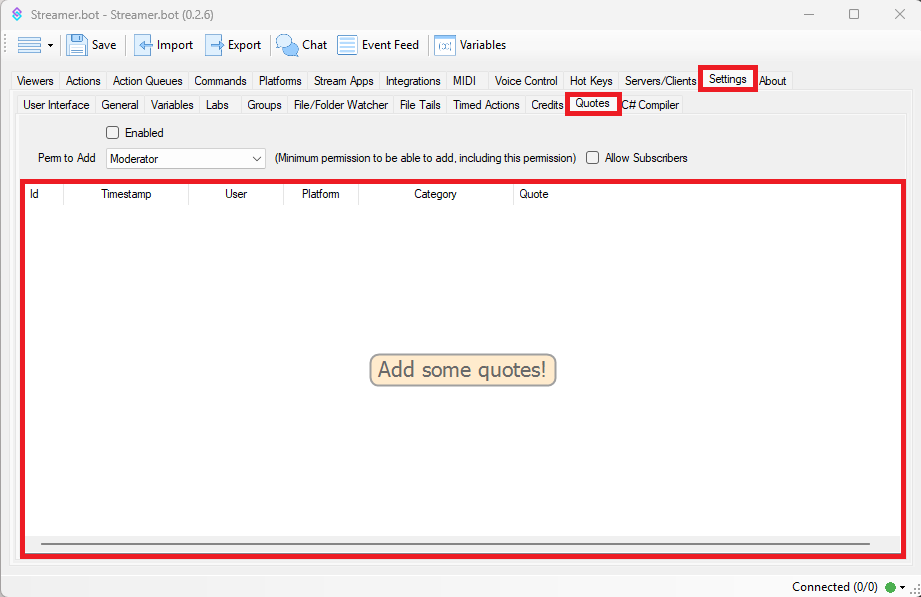 Streamer.bot - Streamer.bot (0.2.6)
Save Import Export Chat Event Feed Variables
Viewers Actions Action Queues Commands Platforms Stream Apps Integrations MIDI Voice Control Hot Keys Servers/Clients Settings About
User Interface General Variables Labs Groups File/Folder Watcher File Tails Timed Actions Credits Quotes C# Compiler
Enabled
Perm to Add Moderator (Minimum permission to be able to add, including this permission) Allow Subscribers
Id Timestamp User Platform Category Quote
Add some quotes!
Connected (0/0)